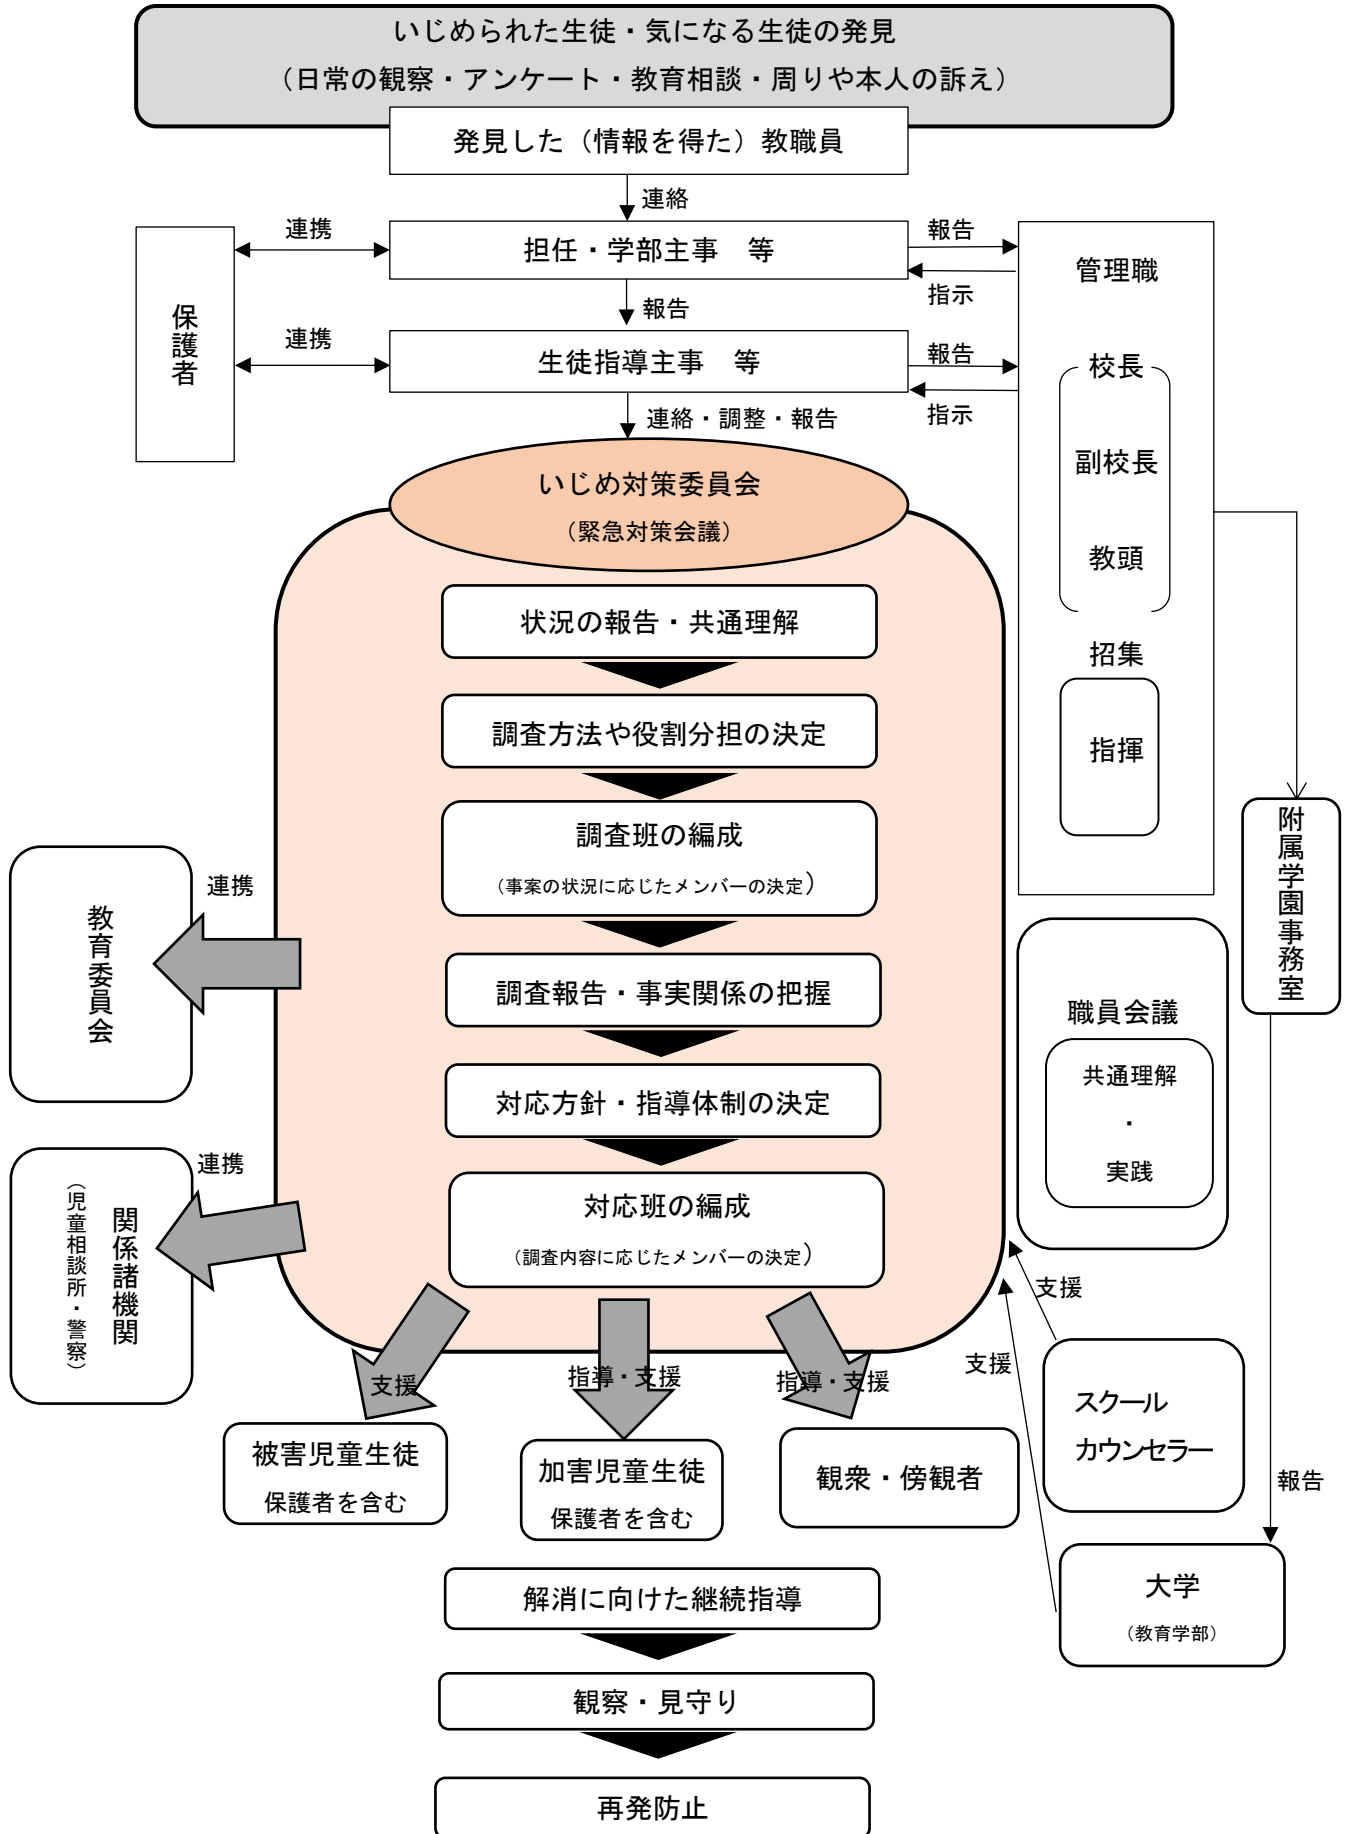 いじめられた生徒・気になる生徒の発見
（日常の観察・アンケート・教育相談・周りや本人の訴え）
発見した（情報を得た）教職員
連絡
連携
担任・学部主事　等
報告
指示
管理職
保護者
報告
連携
生徒指導主事　等
報告
指示
校長
副校長
教頭
招集
指揮
連絡・調整・報告
いじめ対策委員会
（緊急対策会議）
状況の報告・共通理解
調査方法や役割分担の決定
調査班の編成
（事案の状況に応じたメンバーの決定）
連携
教育委員会
附属学園事務室
調査報告・事実関係の把握
職員会議
共通理解
・
実践
対応方針・指導体制の決定
連携
関係諸機関
（児童相談所・警察）
対応班の編成
（調査内容に応じたメンバーの決定）
支援
支援
支援
指導・支援
指導・支援
スクール
カウンセラー
被害児童生徒
保護者を含む
加害児童生徒
保護者を含む
観衆・傍観者
報告
大学
（教育学部）
解消に向けた継続指導
観察・見守り
再発防止